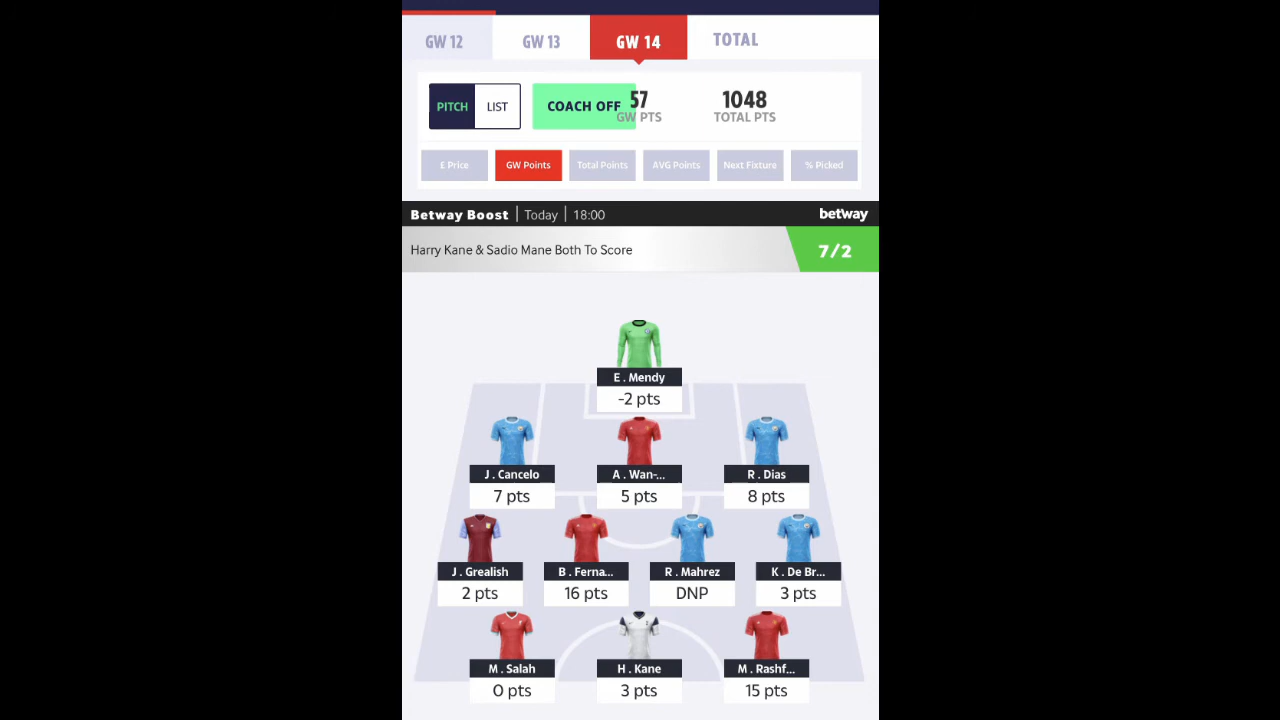 GW 12 GW 13 GW 14 TOTAL
PITCH LIST COACH OFF 57 1048
GW PTS TOTAL PTS
£ Price GW Points Total Points AVG Points Next Fixture % Picked
Betway Boost | Today | 18:00 betway
Harry Kane & Sadio Mane Both To Score 7/2
E . Mendy
-2 pts
J . Cancelo A . Wan-... R . Dias
7 pts 5 pts 8 pts
J . Grealish B . Ferna... R . Mahrez K . De Br...
2 pts 16 pts DNP 3 pts
M . Salah H . Kane M . Rashf...
0 pts 3 pts 15 pts